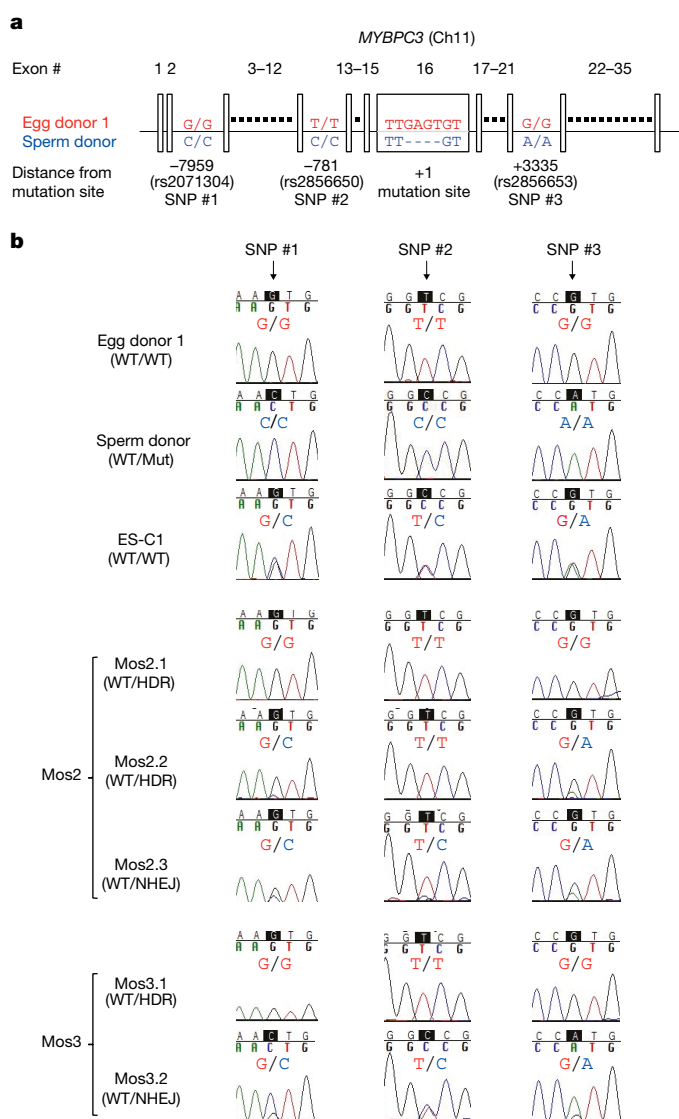 a
MYBPC3 (Ch11)
Exon # 1 2 3–12 13–15 16 17–21 22–35
Egg donor 1 G/G T/T TTGAGTGT G/G
Sperm donor C/C C/C TT----GT A/A
Distance from mutation site
−7959 (rs2071304) SNP #1
−781 (rs2856650) SNP #2
+1 mutation site
+3335 (rs2856653) SNP #3
b
SNP #1 SNP #2 SNP #3
A A G T G G G T C G C C G T G
A A G T G G G T C G C C G T G
G/G T/T G/G
Egg donor 1 (WT/WT)
A A C T G G G C C G C C A T G
A A C T G G G C C G C C A T G
C/C C/C A/A
Sperm donor (WT/Mut)
A A G T G G G C C G C C G T G
A A G T G G G C C G C C G T G
G/C T/C G/A
ES-C1 (WT/WT)
A A G T G G G T C G C C G T G
A A G T G G G T C G C C G T G
G/G T/T G/G
Mos2.1 (WT/HDR)
A A G T G G G T C G C C G T G
A A G T G G G T C G C C G T G
G/C T/T G/A
Mos2
Mos2.2 (WT/HDR)
A A G T G G G T C G C C G T G
A A G T G G G T C G C C G T G
G/C T/C G/A
Mos2.3 (WT/NHEJ)
A A G T G G G T C G C C G T G
A A G T G G G T C G C C G T G
G/G T/T G/G
Mos3.1 (WT/HDR)
Mos3
A A C T G G G C C G C C A T G
A A C T G G G C C G C C A T G
G/C T/C G/A
Mos3.2 (WT/NHEJ)